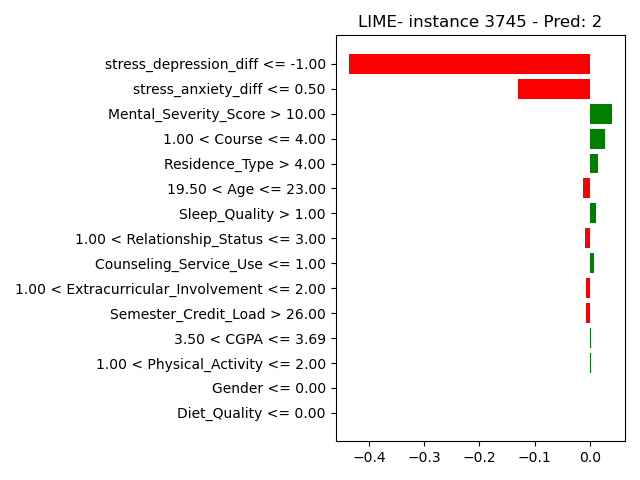 LIME- instance 3745 - Pred: 2
stress_depression_diff <= -1.00
stress_anxiety_diff <= 0.50
Mental_Severity_Score > 10.00
1.00 < Course <= 4.00
Residence_Type > 4.00
19.50 < Age <= 23.00
Sleep_Quality > 1.00
1.00 < Relationship_Status <= 3.00
Counseling_Service_Use <= 1.00
1.00 < Extracurricular_Involvement <= 2.00
Semester_Credit_Load > 26.00
3.50 < CGPA <= 3.69
1.00 < Physical_Activity <= 2.00
Gender <= 0.00
Diet_Quality <= 0.00
−0.4 −0.3 −0.2 −0.1 0.0